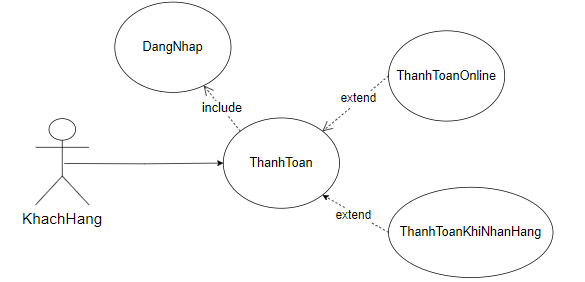 DangNhap
ThanhToanOnline
extend
include
ThanhToan
KhachHang
extend
ThanhToanKhiNhanHang